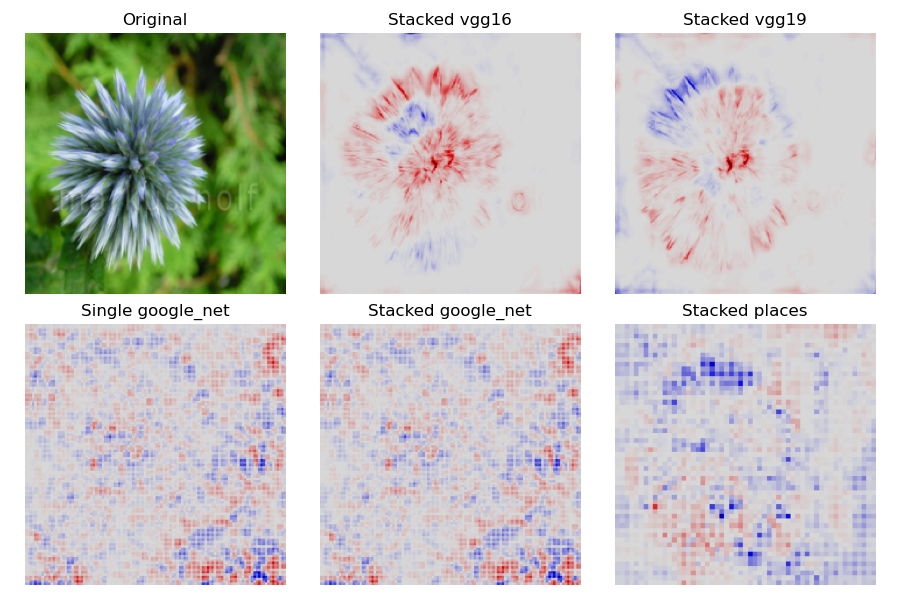 Original
Stacked vgg16
Stacked vgg19
Single google_net
Stacked google_net
Stacked places